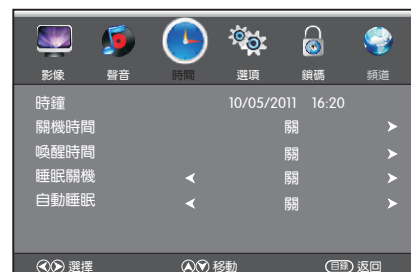 影像 聲音 時間 選項 鎖碼 頻道
時鐘 10/05/2011 16:20
關機時間 關
喚醒時間 關
睡眠關機 關
自動睡眠 關
選擇 移動 目錄 返回